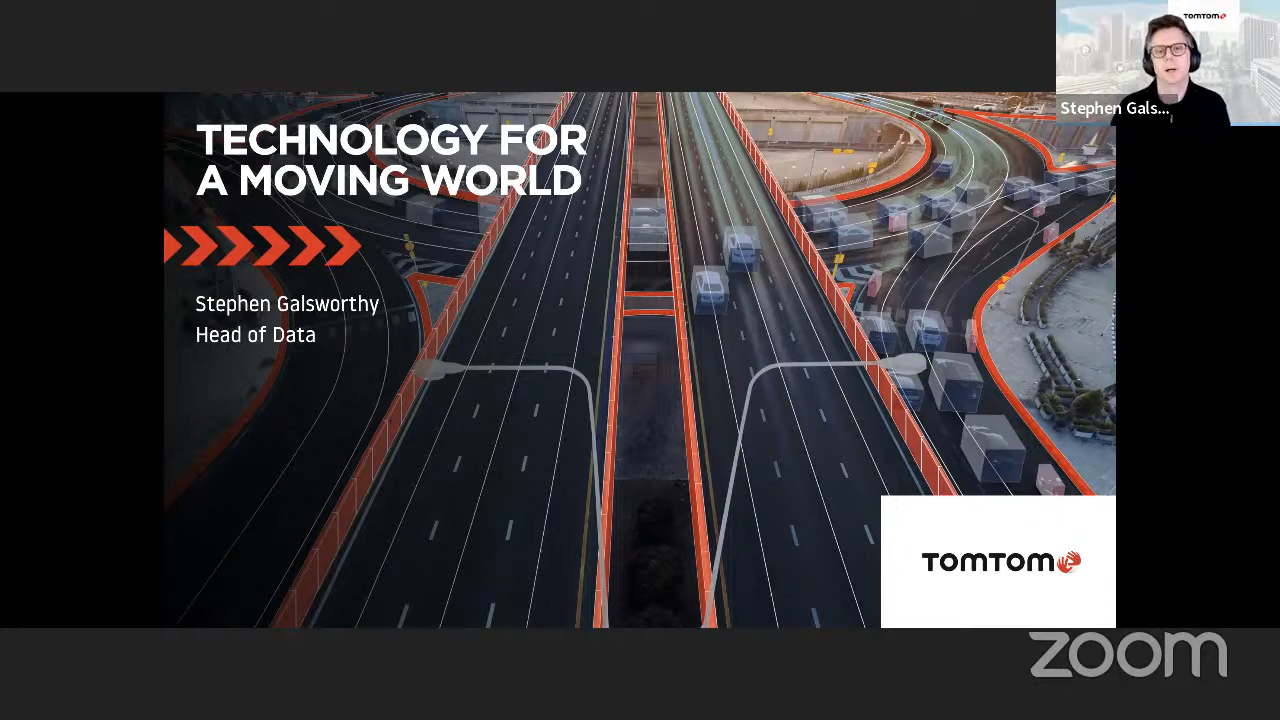 TOMTOM
Stephen Gals...
TECHNOLOGY FOR
A MOVING WORLD
Stephen Galsworthy
Head of Data
TOMTOM
zoom